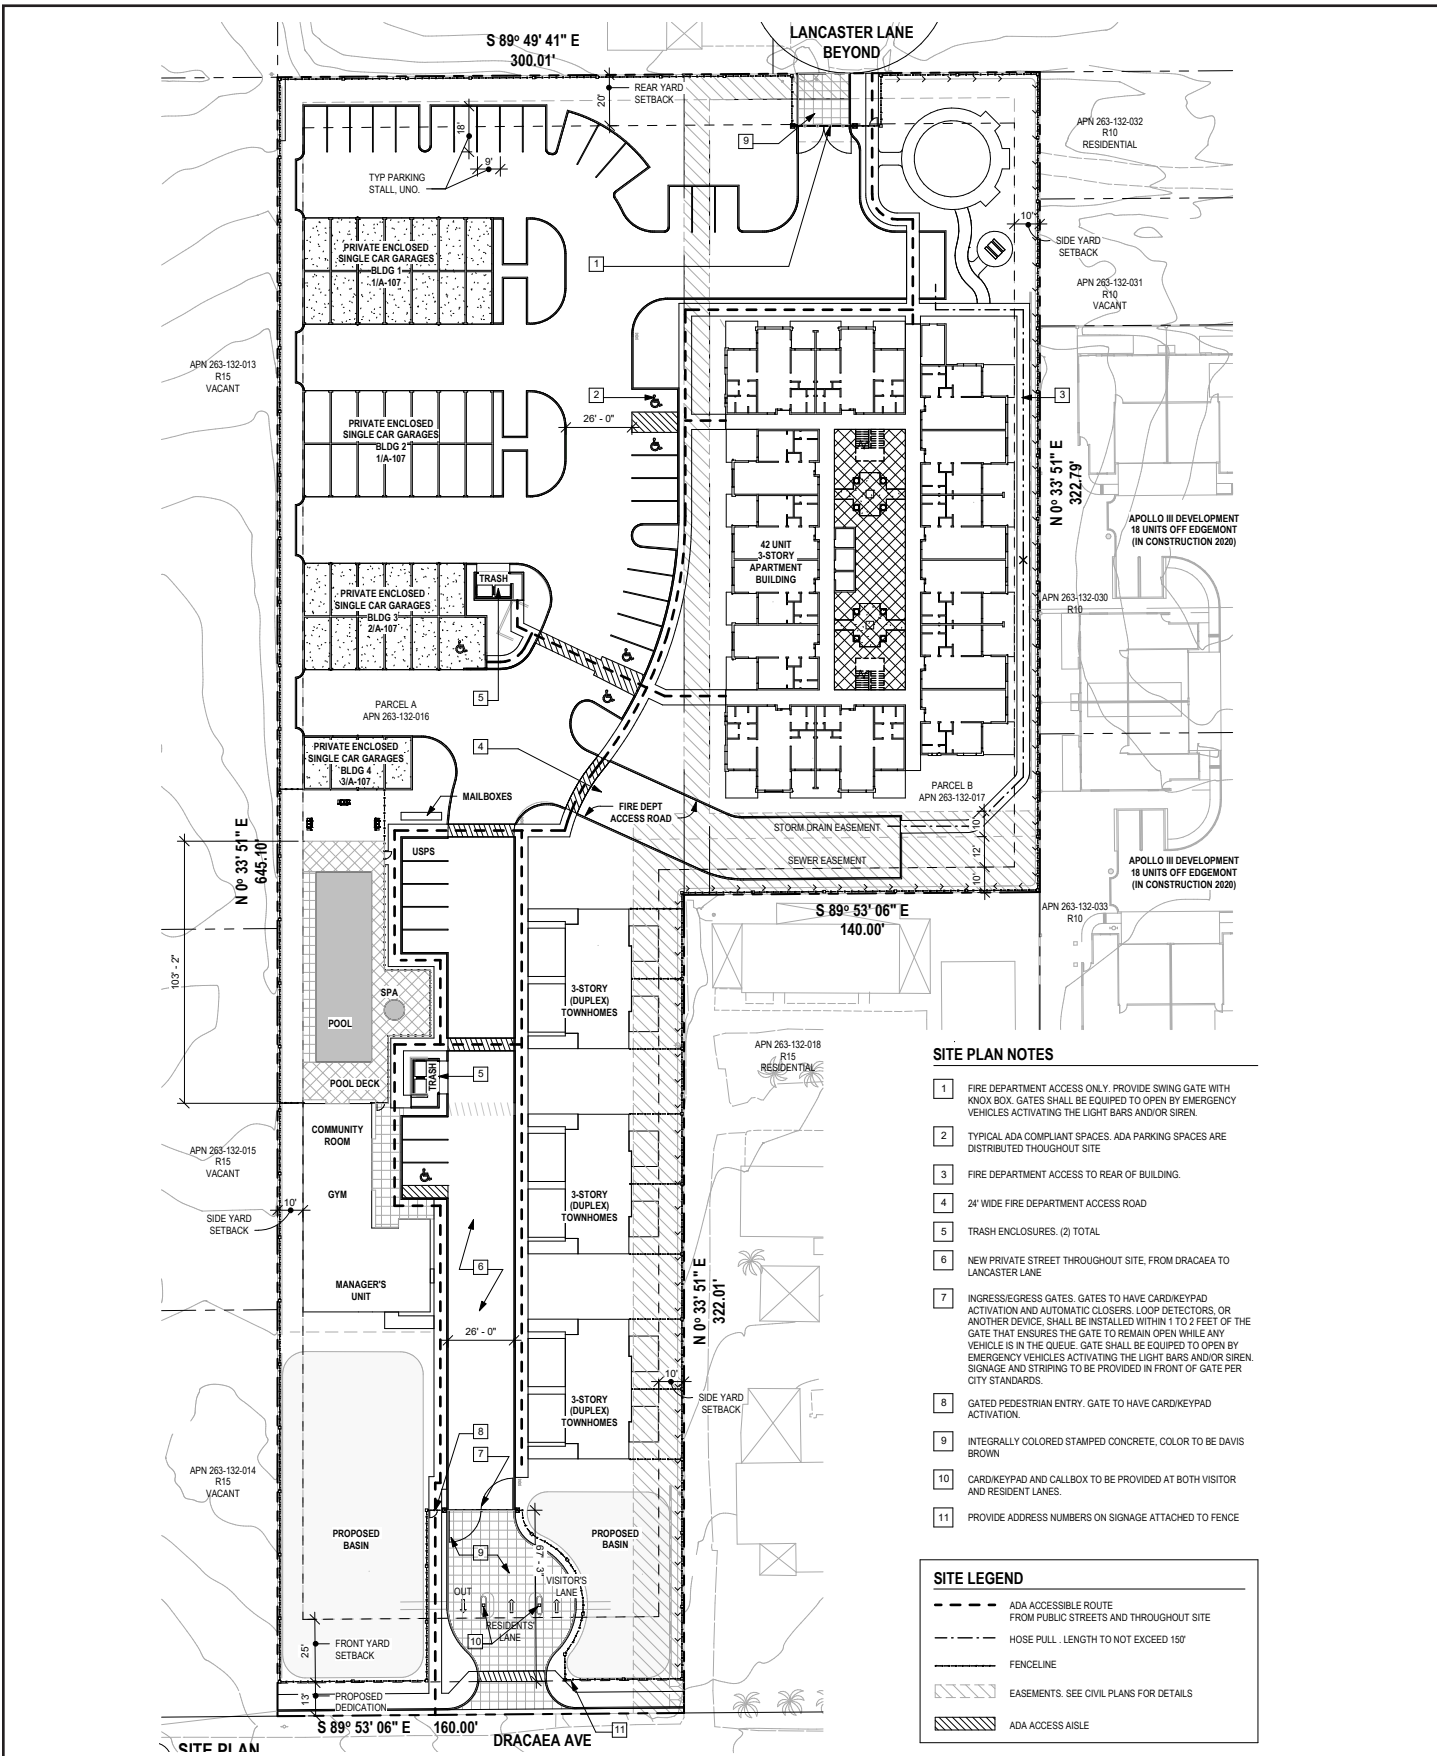 S 89º 49' 41" E
300.01'
LANCASTER LANE
BEYOND
REAR YARD
SETBACK
20'
18'
9'
TYP PARKING
STALL, UNO.
9
APN 263-132-032
R10
RESIDENTIAL
10'
SIDE YARD
SETBACK
1
PRIVATE ENCLOSED
SINGLE CAR GARAGES
BLDG 1
1/A-107
APN 263-132-031
R10
VACANT
APN 263-132-013
R15
VACANT
2
26' - 0"
3
PRIVATE ENCLOSED
SINGLE CAR GARAGES
BLDG 2
1/A-107
N 0º 33' 51" E
322.79'
APOLLO III DEVELOPMENT
18 UNITS OFF EDGEMONT
(IN CONSTRUCTION 2020)
42 UNIT
3-STORY
APARTMENT
BUILDING
TRASH
PRIVATE ENCLOSED
SINGLE CAR GARAGES
BLDG 3
2/A-107
APN 263-132-030
R10
5
PARCEL A
APN 263-132-016
4
PRIVATE ENCLOSED
SINGLE CAR GARAGES
BLDG 4
3/A-107
MAILBOXES
FIRE DEPT
ACCESS ROAD
PARCEL B
APN 263-132-017
STORM DRAIN EASEMENT
SEWER EASEMENT
10'
12'
10'
USPS
N 0º 33' 51" E
645.10'
APOLLO III DEVELOPMENT
18 UNITS OFF EDGEMONT
(IN CONSTRUCTION 2020)
S 89º 53' 06" E
140.00'
APN 263-132-033
R10
103' - 2"
SPA
POOL
3-STORY
(DUPLEX)
TOWNHOMES
POOL DECK
TRASH
5
APN 263-132-018
R15
RESIDENTIAL
COMMUNITY
ROOM
GYM
APN 263-132-015
R15
VACANT
10'
SIDE YARD
SETBACK
3-STORY
(DUPLEX)
TOWNHOMES
6
MANAGER'S
UNIT
26' - 0"
N 0º 33' 51" E
322.01'
10'
SIDE YARD
SETBACK
3-STORY
(DUPLEX)
TOWNHOMES
8
7
APN 263-132-014
R15
VACANT
PROPOSED
BASIN
PROPOSED
BASIN
9
67' - 3"
OUT
VISITOR'S
LANE
RESIDENTS'
LANE
10
25'
FRONT YARD
SETBACK
13'
PROPOSED
DEDICATION
S 89º 53' 06" E 160.00'
DRACAEA AVE
11
SITE PLAN
SITE PLAN NOTES
1 FIRE DEPARTMENT ACCESS ONLY. PROVIDE SWING GATE WITH
KNOX BOX. GATES SHALL BE EQUIPED TO OPEN BY EMERGENCY
VEHICLES ACTIVATING THE LIGHT BARS AND/OR SIREN.
2 TYPICAL ADA COMPLIANT SPACES. ADA PARKING SPACES ARE
DISTRIBUTED THOUGHOUT SITE
3 FIRE DEPARTMENT ACCESS TO REAR OF BUILDING.
4 24' WIDE FIRE DEPARTMENT ACCESS ROAD
5 TRASH ENCLOSURES. (2) TOTAL
6 NEW PRIVATE STREET THROUGHOUT SITE, FROM DRACAEA TO
LANCASTER LANE
7 INGRESS/EGRESS GATES. GATES TO HAVE CARD/KEYPAD
ACTIVATION AND AUTOMATIC CLOSERS. LOOP DETECTORS, OR
ANOTHER DEVICE, SHALL BE INSTALLED WITHIN 1 TO 2 FEET OF THE
GATE THAT ENSURES THE GATE TO REMAIN OPEN WHILE ANY
VEHICLE IS IN THE QUEUE. GATE SHALL BE EQUIPED TO OPEN BY
EMERGENCY VEHICLES ACTIVATING THE LIGHT BARS AND/OR SIREN.
SIGNAGE AND STRIPING TO BE PROVIDED IN FRONT OF GATE PER
CITY STANDARDS.
8 GATED PEDESTRIAN ENTRY. GATE TO HAVE CARD/KEYPAD
ACTIVATION.
9 INTEGRALLY COLORED STAMPED CONCRETE, COLOR TO BE DAVIS
BROWN
10 CARD/KEYPAD AND CALLBOX TO BE PROVIDED AT BOTH VISITOR
AND RESIDENT LANES.
11 PROVIDE ADDRESS NUMBERS ON SIGNAGE ATTACHED TO FENCE
SITE LEGEND
ADA ACCESSIBLE ROUTE
FROM PUBLIC STREETS AND THROUGHOUT SITE
HOSE PULL . LENGTH TO NOT EXCEED 150'
FENCELINE
EASEMENTS. SEE CIVIL PLANS FOR DETAILS
ADA ACCESS AISLE